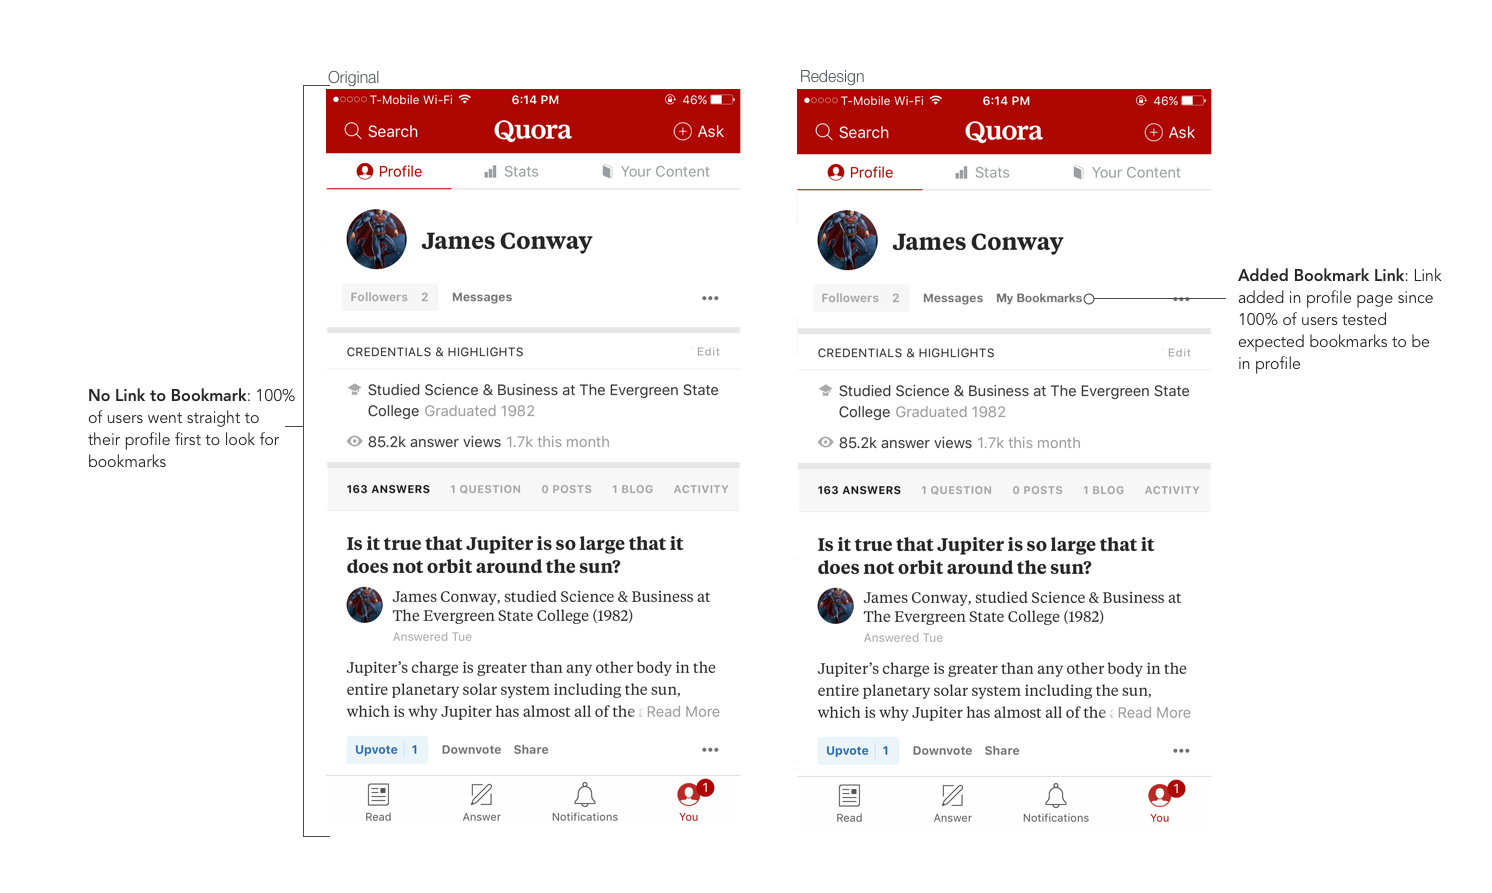 Original
T-Mobile Wi-Fi 6:14 PM 46%
Search Quora Ask
Profile Stats Your Content
James Conway
Followers 2 Messages
CREDENTIALS & HIGHLIGHTS Edit
Studied Science & Business at The Evergreen State
College Graduated 1982
85.2k answer views 1.7k this month
163 ANSWERS 1 QUESTION 0 POSTS 1 BLOG ACTIVITY
Is it true that Jupiter is so large that it
does not orbit around the sun?
James Conway, studied Science & Business at
The Evergreen State College (1982)
Answered Tue
Jupiter’s charge is greater than any other body in the
entire planetary solar system including the sun,
which is why Jupiter has almost all of the Read More
Upvote 1 Downvote Share
Read Answer Notifications You 1
No Link to Bookmark: 100%
of users went straight to
their profile first to look for
bookmarks
Redesign
T-Mobile Wi-Fi 6:14 PM 46%
Search Quora Ask
Profile Stats Your Content
James Conway
Followers 2 Messages My Bookmarks
CREDENTIALS & HIGHLIGHTS Edit
Studied Science & Business at The Evergreen State
College Graduated 1982
85.2k answer views 1.7k this month
163 ANSWERS 1 QUESTION 0 POSTS 1 BLOG ACTIVITY
Is it true that Jupiter is so large that it
does not orbit around the sun?
James Conway, studied Science & Business at
The Evergreen State College (1982)
Answered Tue
Jupiter’s charge is greater than any other body in the
entire planetary solar system including the sun,
which is why Jupiter has almost all of the Read More
Upvote 1 Downvote Share
Read Answer Notifications You 1
Added Bookmark Link: Link
added in profile page since
100% of users tested
expected bookmarks to be
in profile